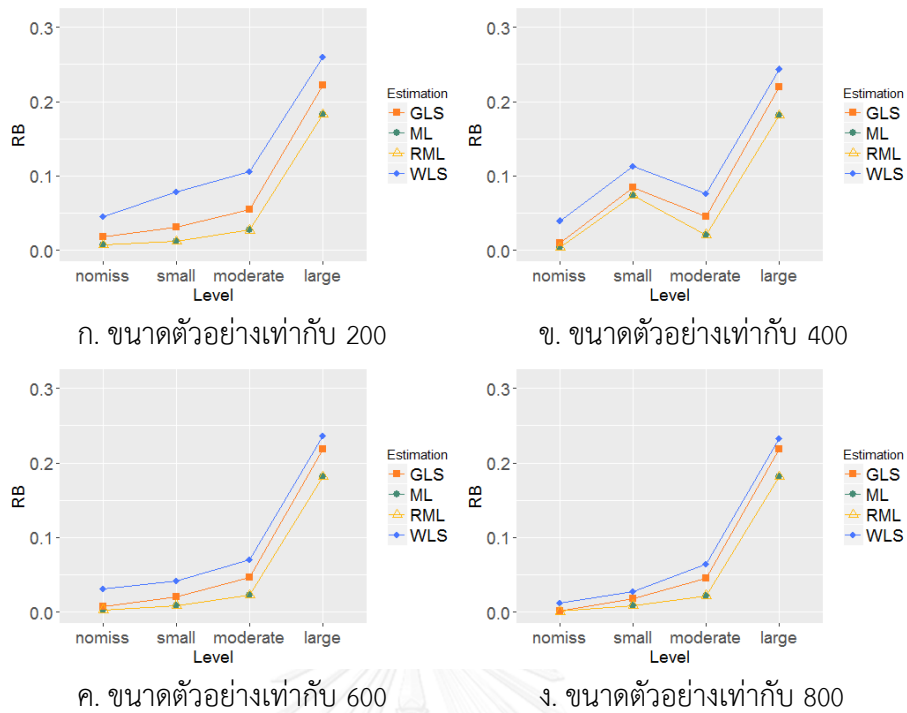 0.3
0.2
0.1
0.0
RB
nomiss small moderate large
Level
Estimation
GLS
ML
RML
WLS
ก. ขนาดตัวอย่างเท่ากับ 200
0.3
0.2
0.1
0.0
RB
nomiss small moderate large
Level
Estimation
GLS
ML
RML
WLS
ข. ขนาดตัวอย่างเท่ากับ 400
0.3
0.2
0.1
0.0
RB
nomiss small moderate large
Level
Estimation
GLS
ML
RML
WLS
ค. ขนาดตัวอย่างเท่ากับ 600
0.3
0.2
0.1
0.0
RB
nomiss small moderate large
Level
Estimation
GLS
ML
RML
WLS
ง. ขนาดตัวอย่างเท่ากับ 800